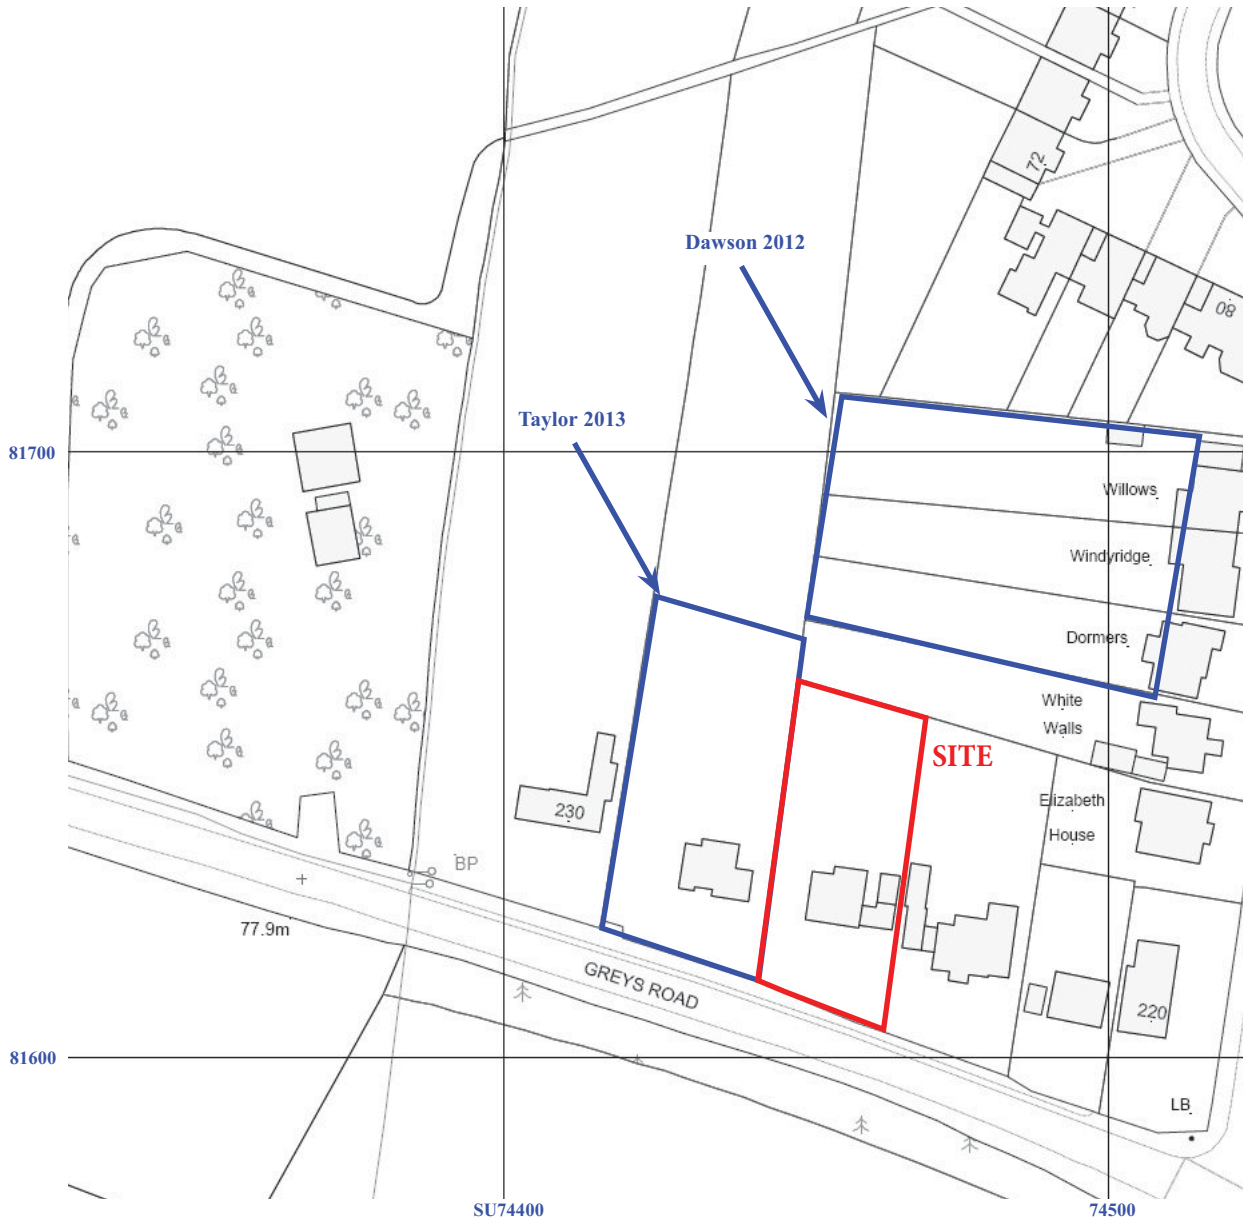 72
Dawson 2012
80
Taylor 2013
81700
Willows
Windyridge
Dormers
White
Walls
SITE
Elizabeth
House
230
BP
77.9m
GREYS ROAD
220
81600
LB
SU74400
74500